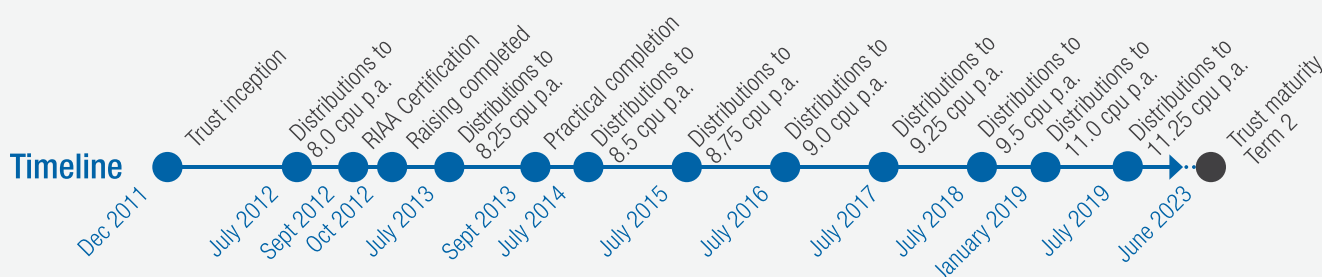 Timeline
Trust inception
Distributions to
8.0 cpu p.a.
RIAA Certification
Raising completed
Distributions to
8.25 cpu p.a.
Practical completion
Distributions to
8.5 cpu p.a.
Distributions to
8.75 cpu p.a.
Distributions to
9.0 cpu p.a.
Distributions to
9.25 cpu p.a.
Distributions to
9.5 cpu p.a.
Distributions to
11.0 cpu p.a.
Distributions to
11.25 cpu p.a.
Trust maturity
Term 2
Dec 2011
July 2012
Sept 2012
Oct 2012
July 2013
Sept 2013
July 2014
July 2015
July 2016
July 2017
July 2018
January 2019
July 2019
June 2023